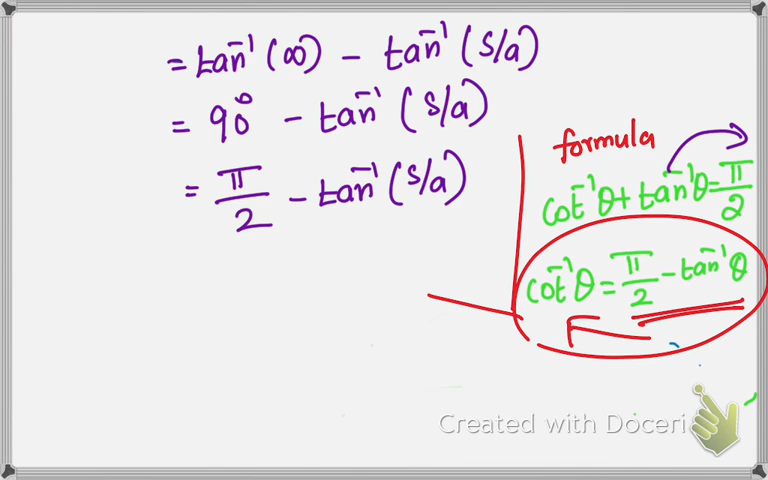 = tan⁻¹(∞) − tan⁻¹(s/a)
= 90° − tan⁻¹(s/a)
= π/2 − tan⁻¹(s/a)
formula
cot⁻¹θ + tan⁻¹θ = π/2
cot⁻¹θ = π/2 − tan⁻¹θ
Created with Doceri